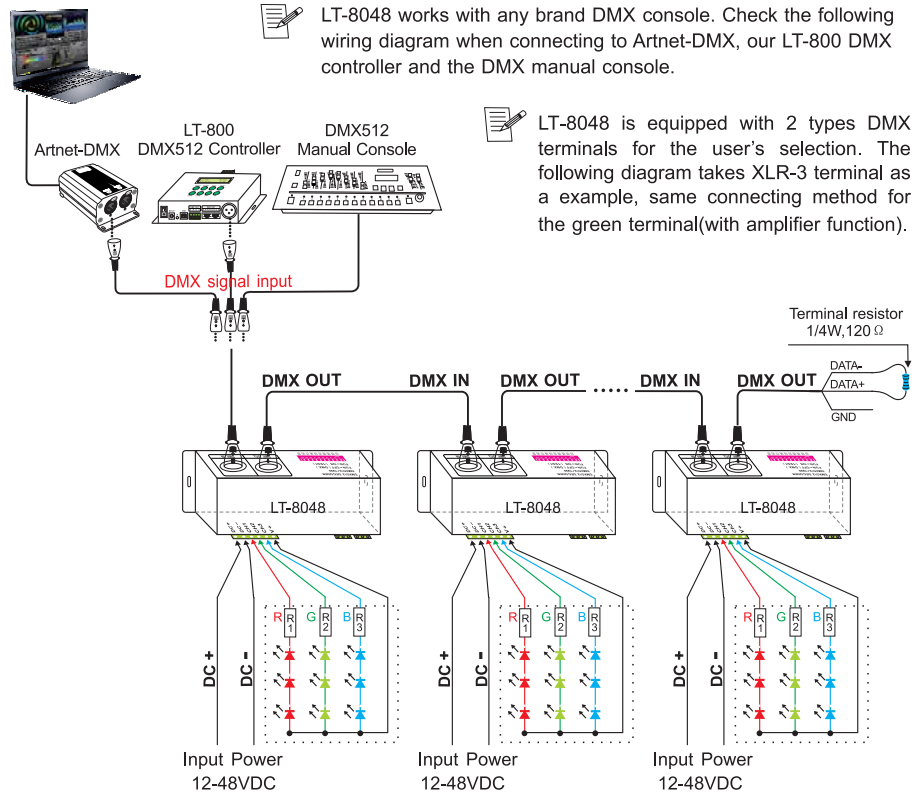 LT-8048 works with any brand DMX console. Check the following
wiring diagram when connecting to Artnet-DMX, our LT-800 DMX
controller and the DMX manual console.
LT-8048 is equipped with 2 types DMX
terminals for the user's selection. The
following diagram takes XLR-3 terminal as
a example, same connecting method for
the green terminal(with amplifier function).
Artnet-DMX
LT-800
DMX512 Controller
DMX512
Manual Console
DMX signal input
Terminal resistor
1/4W,120 Ω
DATA-
DATA+
GND
DMX OUT
DMX IN
DMX OUT
.....
DMX IN
DMX OUT
LT-8048
LT-8048
LT-8048
R
R1
G
R2
B
R3
R
R1
G
R2
B
R3
R
R1
G
R2
B
R3
DC +
DC -
DC +
DC -
DC +
DC -
Input Power
12-48VDC
Input Power
12-48VDC
Input Power
12-48VDC